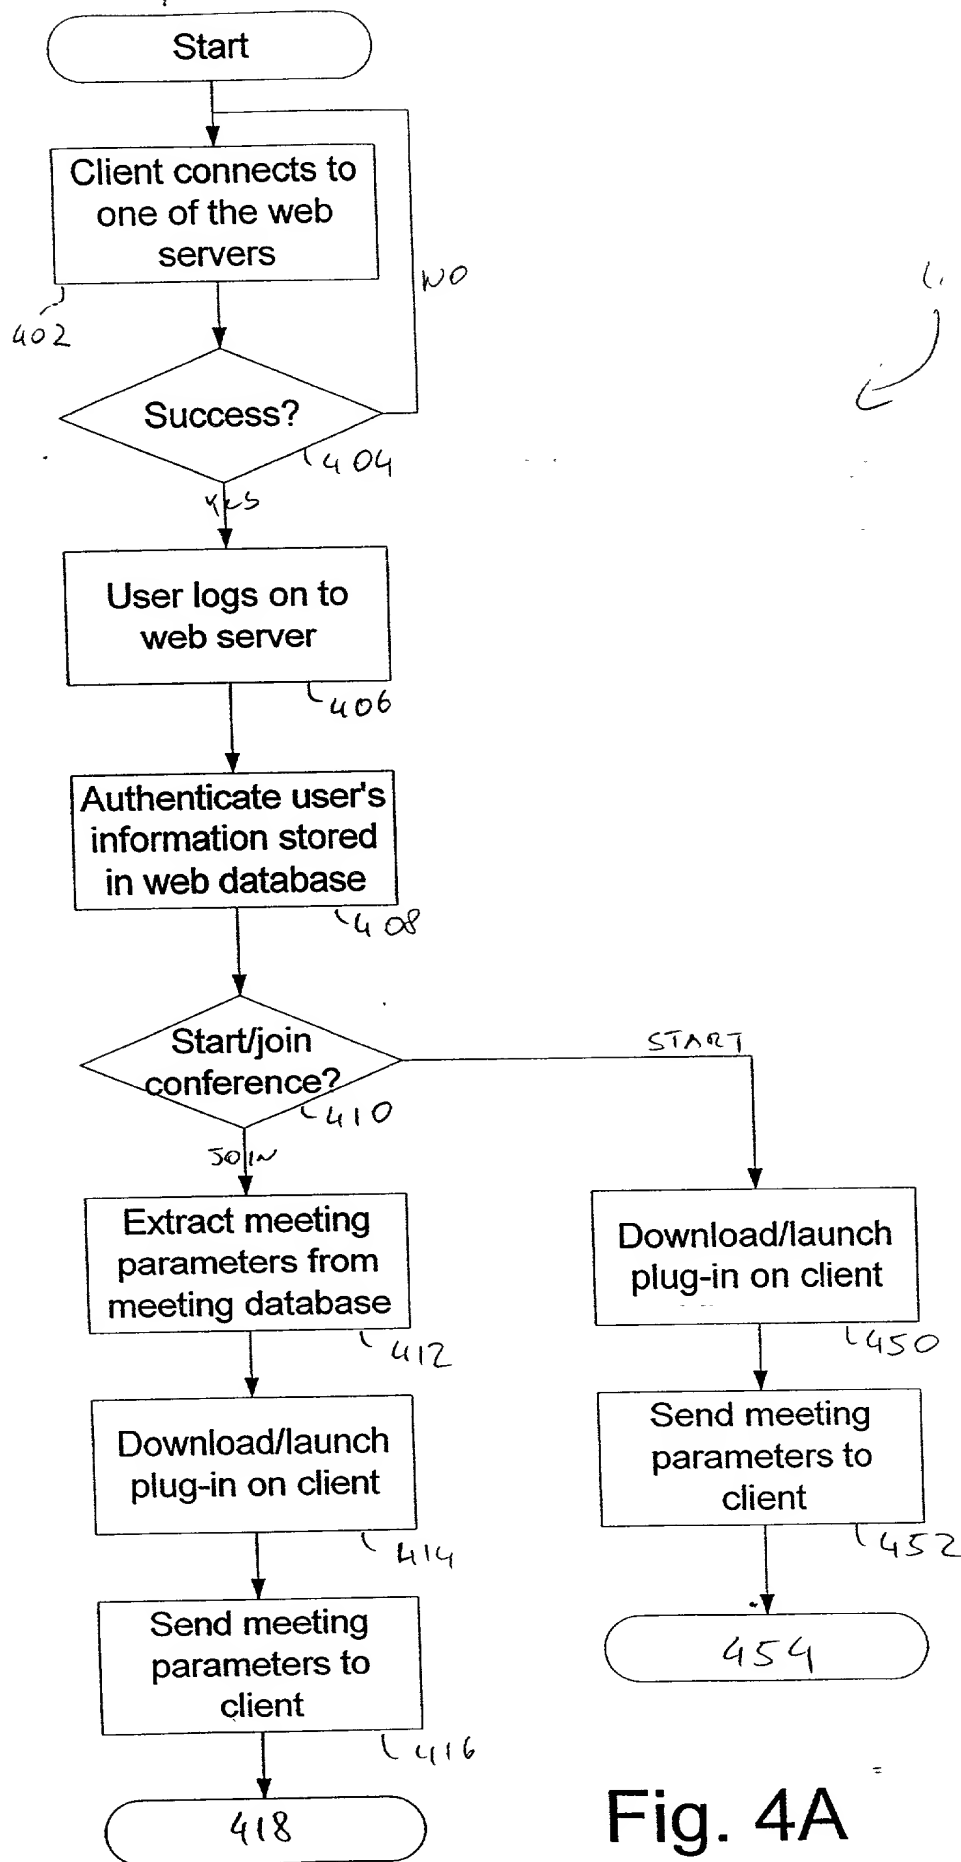 Start
Client connects to
one of the web
servers
402
NO
Success?
404
YES
User logs on to
web server
406
Authenticate user's
information stored
in web database
408
Start/join
conference?
410
START
JOIN
Extract meeting
parameters from
meeting database
412
Download/launch
plug-in on client
414
Send meeting
parameters to
client
416
418
Download/launch
plug-in on client
450
Send meeting
parameters to
client
452
454
Fig. 4A